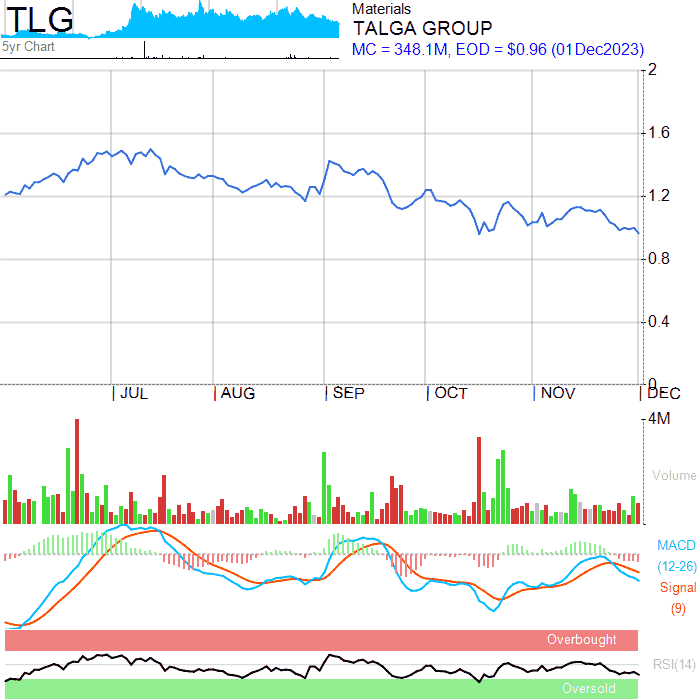 TLG
5yr Chart
Materials
TALGA GROUP
MC = 348.1M, EOD = $0.96 (01Dec2023)
2
1.6
1.2
0.8
0.4
0
JUL AUG SEP OCT NOV DEC
4M
Volume
MACD
(12-26)
Signal
(9)
Overbought
RSI(14)
Oversold